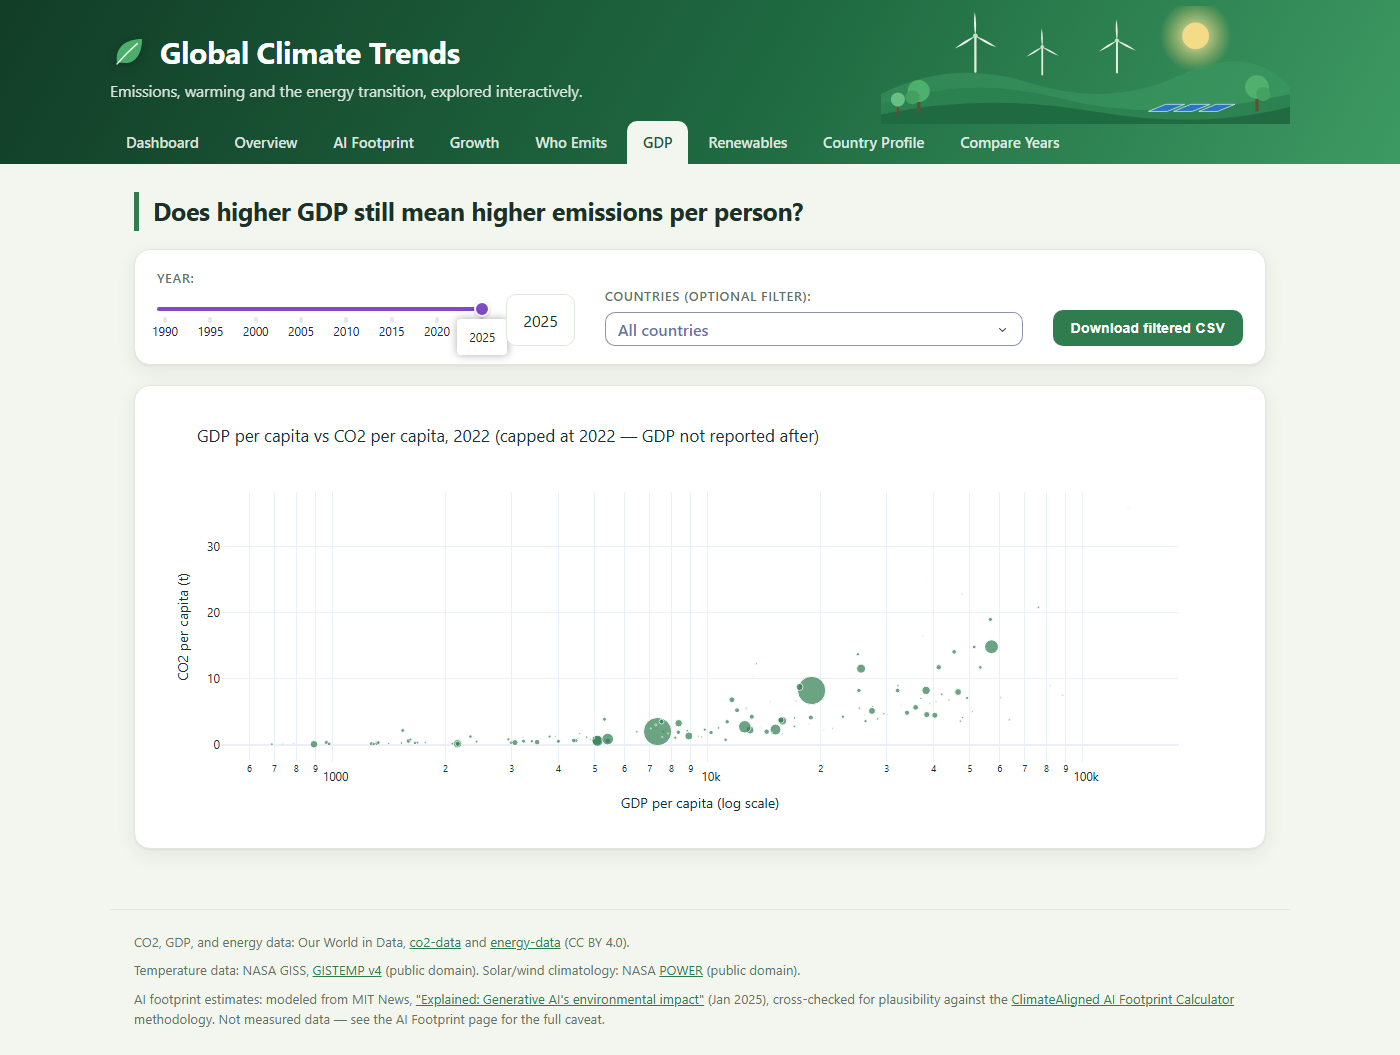 Global Climate Trends
Emissions, warming and the energy transition, explored interactively.
Dashboard Overview AI Footprint Growth Who Emits GDP Renewables Country Profile Compare Years
Does higher GDP still mean higher emissions per person?
YEAR:
1990 1995 2000 2005 2010 2015 2020
2025
2025
COUNTRIES (OPTIONAL FILTER):
All countries
Download filtered CSV
GDP per capita vs CO2 per capita, 2022 (capped at 2022 — GDP not reported after)
CO2 per capita (t)
30
20
10
0
6 7 8 9 1000 2 3 4 5 6 7 8 9 10k 2 3 4 5 6 7 8 9 100k
GDP per capita (log scale)
CO2, GDP, and energy data: Our World in Data, co2-data and energy-data (CC BY 4.0).
Temperature data: NASA GISS, GISTEMP v4 (public domain). Solar/wind climatology: NASA POWER (public domain).
AI footprint estimates: modeled from MIT News, "Explained: Generative AI's environmental impact" (Jan 2025), cross-checked for plausibility against the ClimateAligned AI Footprint Calculator
methodology. Not measured data — see the AI Footprint page for the full caveat.